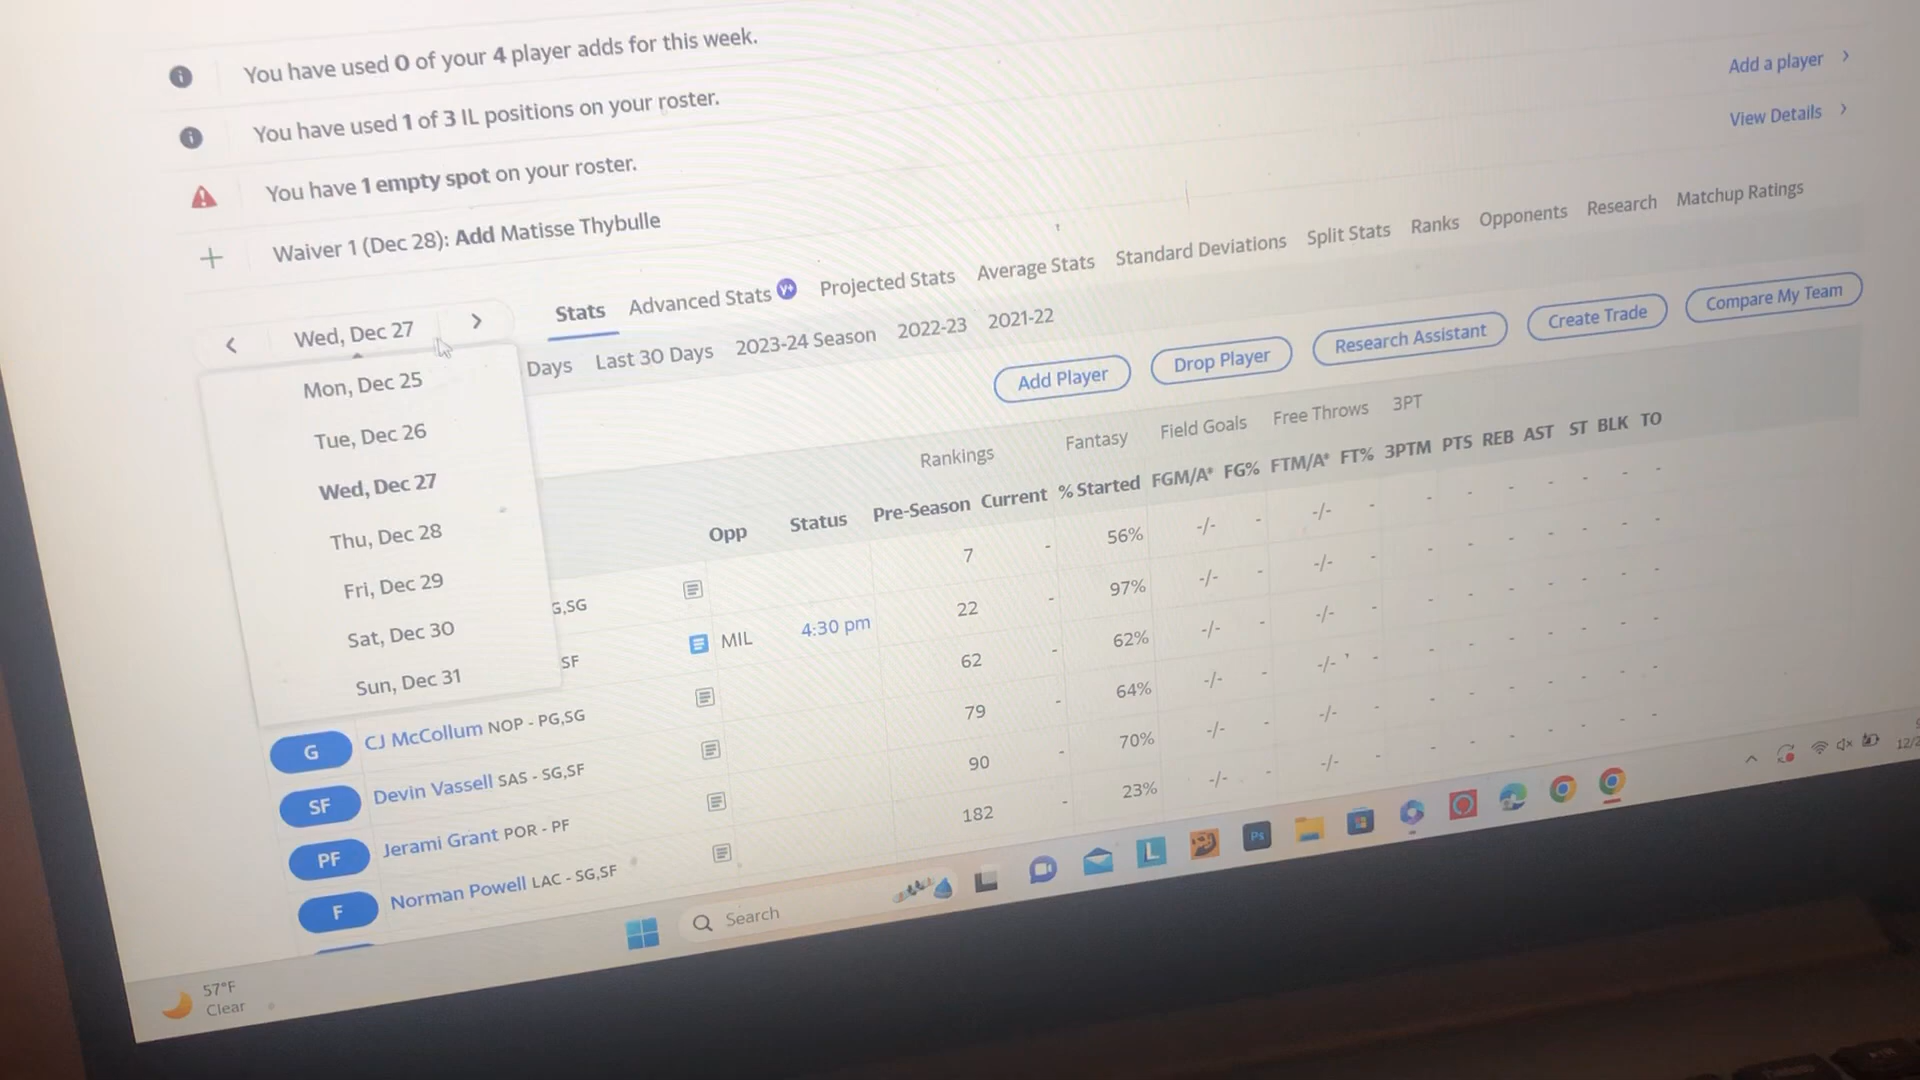 You have used 0 of your 4 player adds for this week.
Add a player
You have used 1 of 3 IL positions on your roster.
View Details
You have 1 empty spot on your roster.
Waiver 1 (Dec 28): Add Matisse Thybulle
Wed, Dec 27
Stats Advanced Stats Y+ Projected Stats Average Stats Standard Deviations Split Stats Ranks Opponents Research Matchup Ratings
Days Last 30 Days 2023-24 Season 2022-23 2021-22
Mon, Dec 25
Tue, Dec 26
Wed, Dec 27
Thu, Dec 28
Fri, Dec 29
Sat, Dec 30
Sun, Dec 31
Add Player Drop Player Research Assistant Create Trade Compare My Team
Rankings Fantasy Field Goals Free Throws 3PT
Opp Status Pre-Season Current % Started FGM/A* FG% FTM/A* FT% 3PTM PTS REB AST ST BLK TO
G,SG 7 - 56% -/- - -/- - - - - - - -
SF MIL 4:30 pm 22 - 97% -/- - -/- - - - - - - -
G CJ McCollum NOP - PG,SG 62 - 62% -/- - -/- - - - - - - -
SF Devin Vassell SAS - SG,SF 79 - 64% -/- - -/- - - - - - - -
PF Jerami Grant POR - PF 90 - 70% -/- - -/- - - - - - - -
F Norman Powell LAC - SG,SF 182 - 23% -/- - -/- - - - - - - -
57°F
Clear
Search
L
Ps
12/2